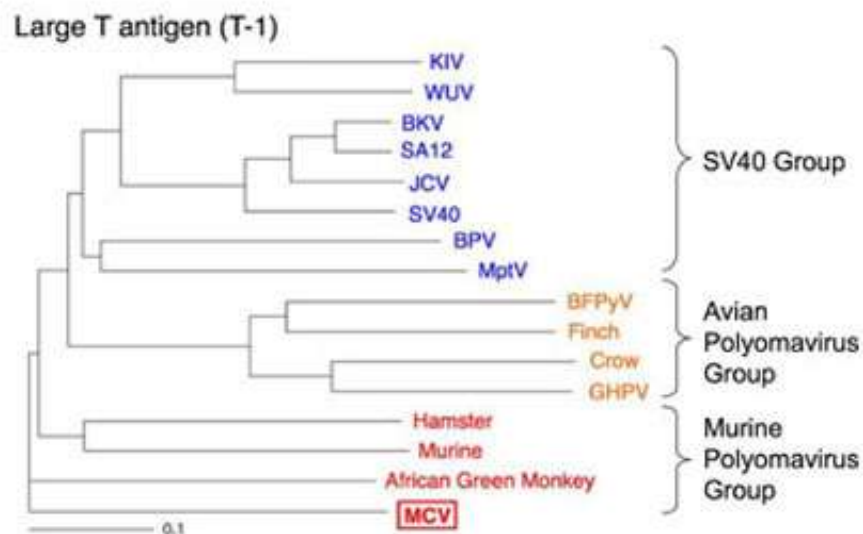 Large T antigen (T-1)
KIV
WUV
BKV
SA12
JCV
SV40
BPV
MptV
SV40 Group
BFPyV
Finch
Crow
GHPV
Avian
Polyomavirus
Group
Hamster
Murine
African Green Monkey
MCV
Murine
Polyomavirus
Group
0.1